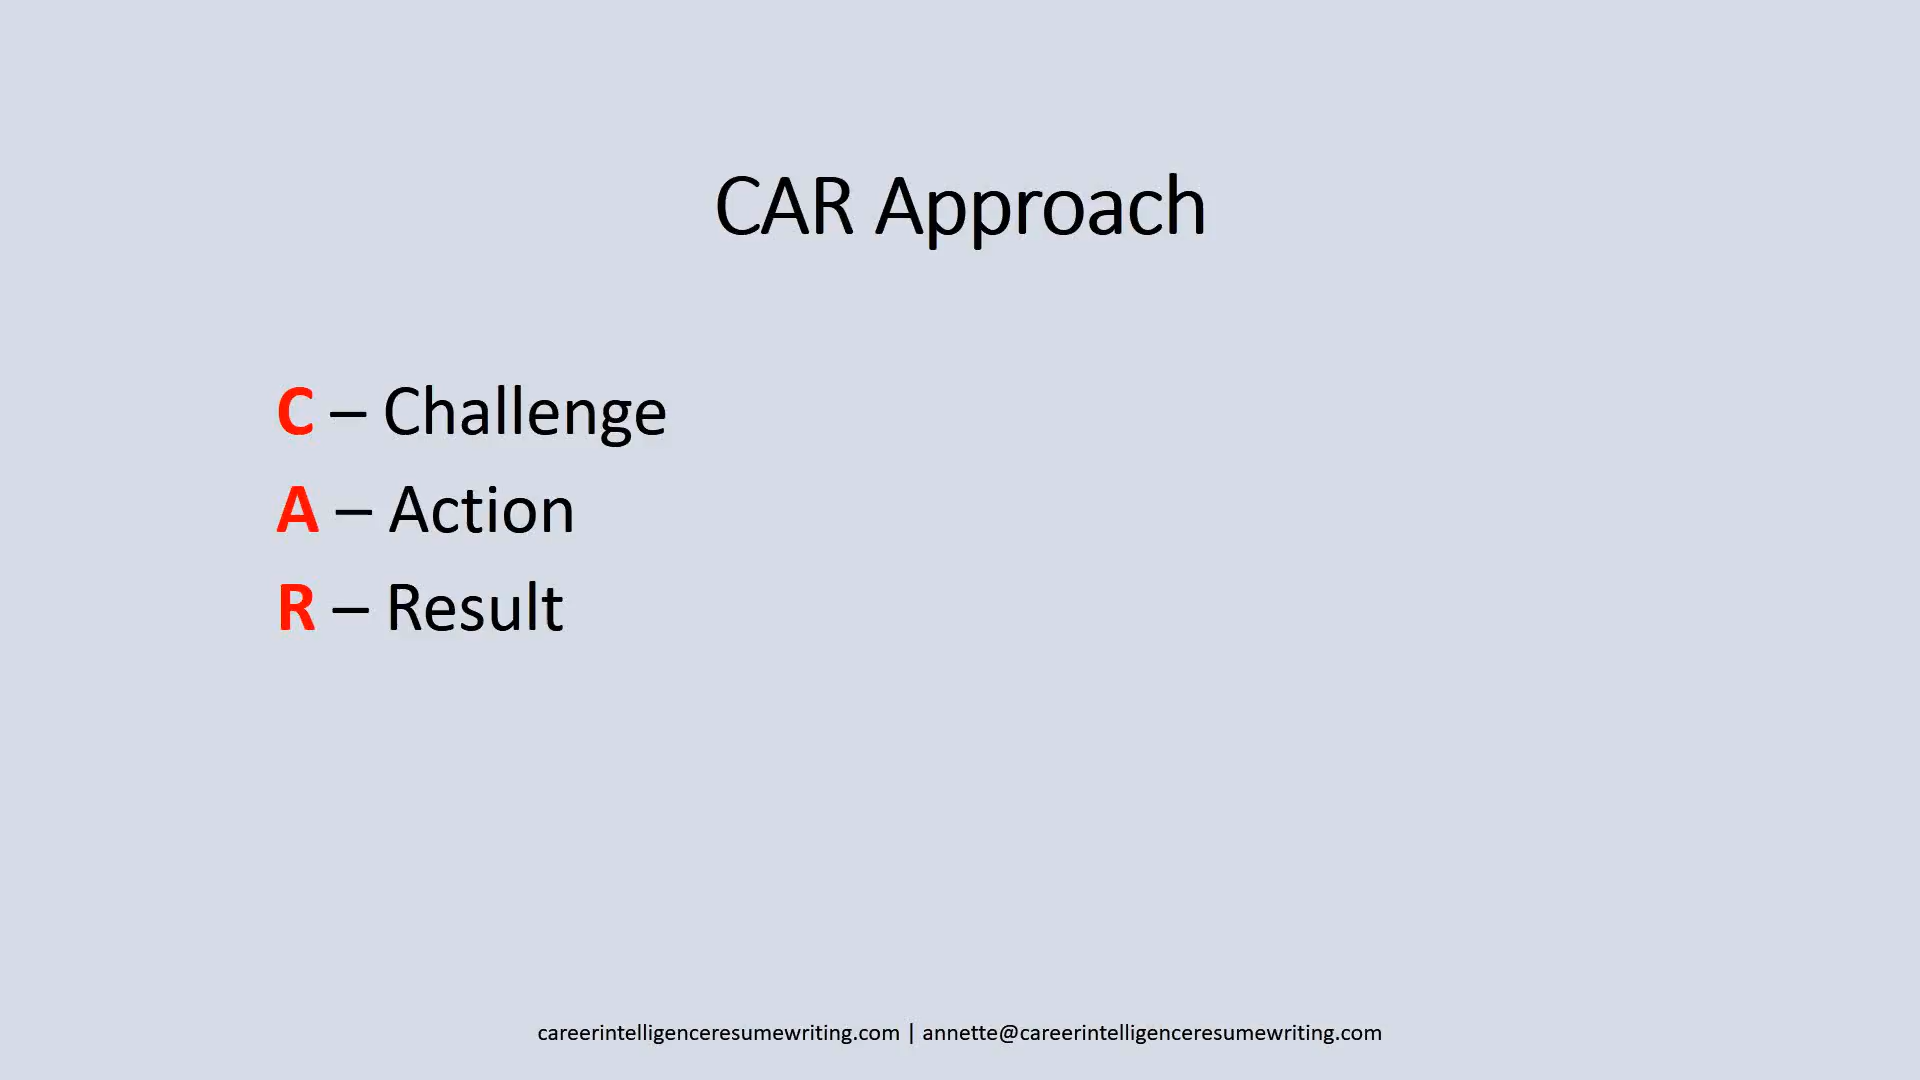 CAR Approach
C – Challenge
A – Action
R – Result
careerintelligenceresumewriting.com | annette@careerintelligenceresumewriting.com